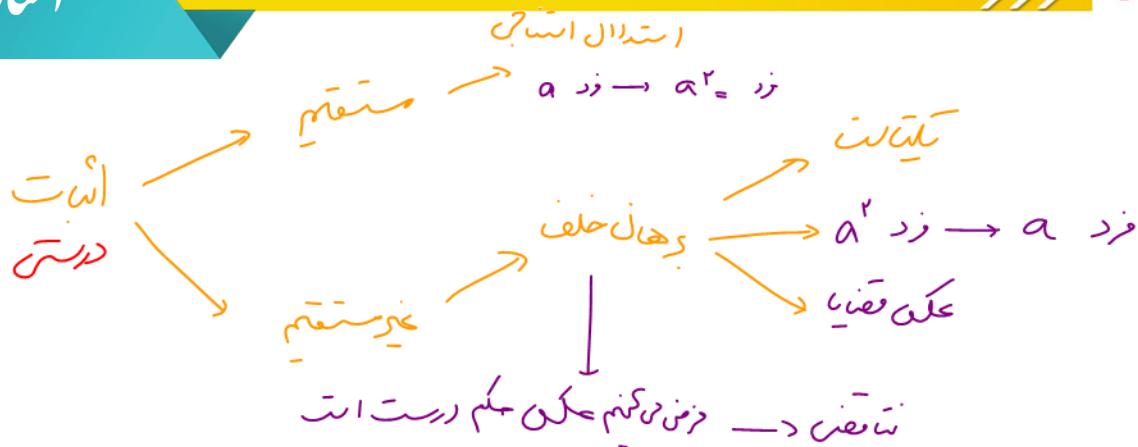 استدلال استنتاجی
مستقیم
a فرد → a² = فرد
اثبات
درستی
برهان خلف
a² فرد → a فرد
عکس قضایا
غیرمستقیم
فرض می‌کنیم عکس حکم درست است → تناقض